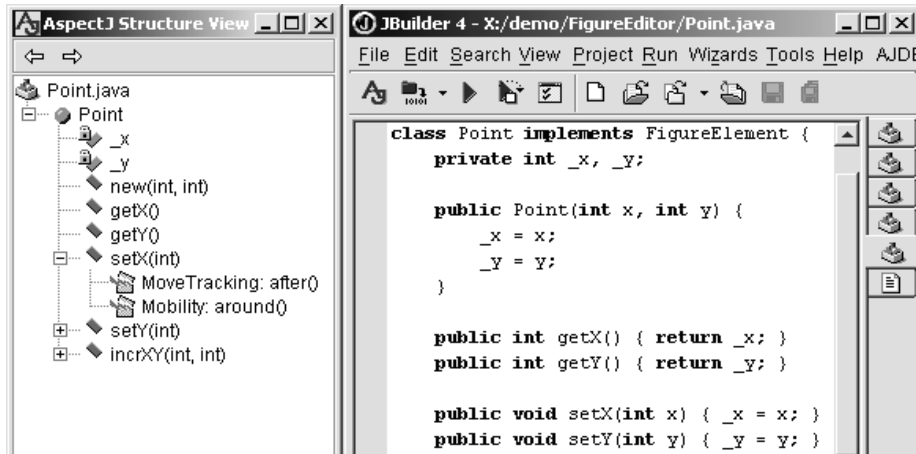 AspectJ Structure View
Point.java
Point
_x
_y
new(int, int)
getX()
getY()
setX(int)
MoveTracking: after()
Mobility: around()
setY(int)
incrXY(int, int)
JBuilder 4 - X:/demo/FigureEditor/Point.java
File Edit Search View Project Run Wizards Tools Help AJDE
class Point implements FigureElement {
private int _x, _y;
public Point(int x, int y) {
_x = x;
_y = y;
}
public int getX() { return _x; }
public int getY() { return _y; }
public void setX(int x) { _x = x; }
public void setY(int y) { _y = y; }